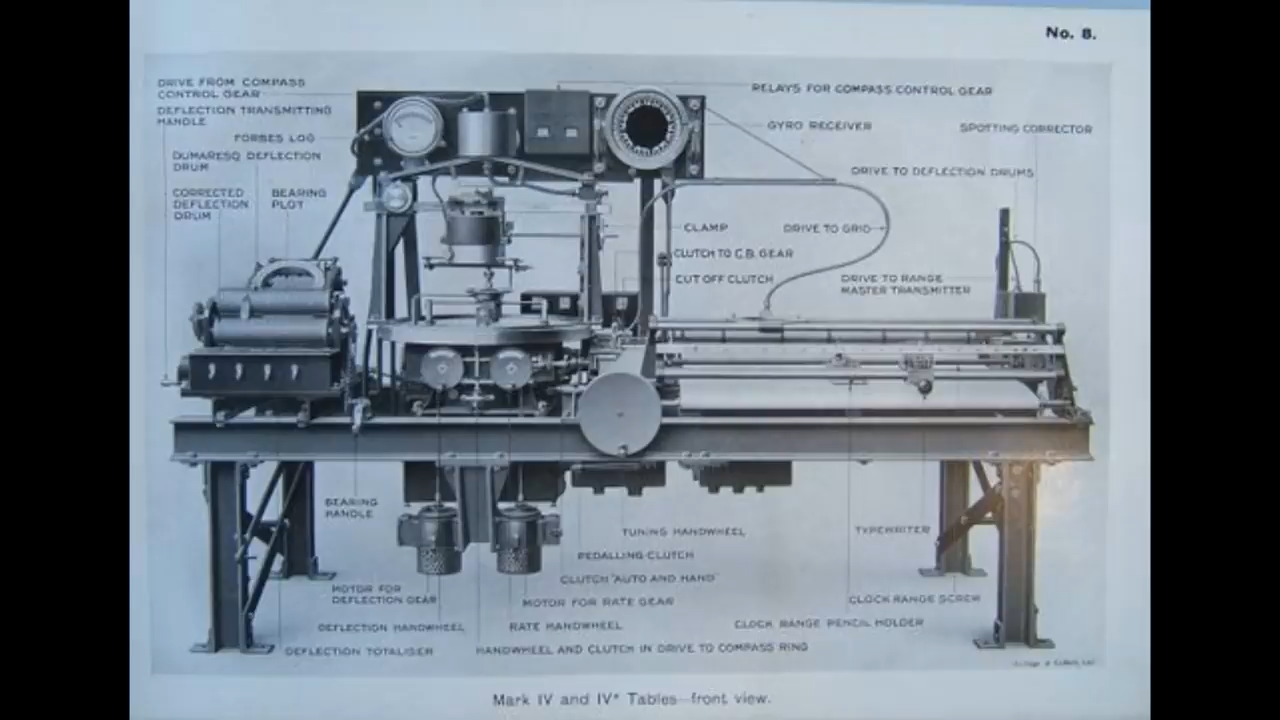 No. 8.
DRIVE FROM COMPASS
CONTROL GEAR
DEFLECTION TRANSMITTING
HANDLE
FORBES LOG
DUMARESQ DEFLECTION
DRUM
CORRECTED
DEFLECTION
DRUM
BEARING
PLOT
RELAYS FOR COMPASS CONTROL GEAR
GYRO RECEIVER
SPOTTING CORRECTOR
DRIVE TO DEFLECTION DRUMS
CLAMP
DRIVE TO GRID
CLUTCH TO G.B. GEAR
CUT OFF CLUTCH
DRIVE TO RANGE
MASTER TRANSMITTER
BEARING
HANDLE
TUNING HANDWHEEL
TYPEWRITER
PEDALLING CLUTCH
CLUTCH "AUTO AND HAND"
MOTOR FOR
DEFLECTION GEAR
MOTOR FOR RATE GEAR
CLOCK RANGE SCREW
DEFLECTION HANDWHEEL
RATE HANDWHEEL
CLOCK RANGE PENCIL HOLDER
DEFLECTION TOTALISER
HANDWHEEL AND CLUTCH IN DRIVE TO COMPASS RING
Mark IV and IV* Tables—front view.